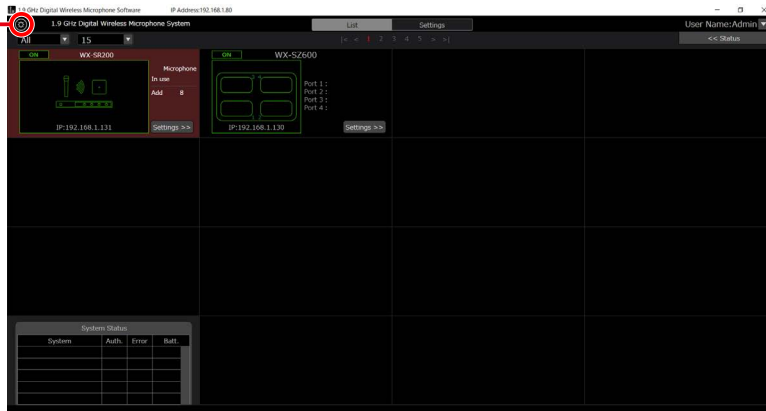 1.9 GHz Digital Wireless Microphone Software IP Address:192.168.1.80
1.9 GHz Digital Wireless Microphone System
List
Settings
User Name:Admin
All
15
|< < 1 2 3 4 5 > >|
<< Status
ON WX-SR200
Microphone
In use
Add 8
IP:192.168.1.131
Settings >>
ON WX-SZ600
Port 1 :
Port 2 :
Port 3 :
Port 4 :
IP:192.168.1.130
Settings >>
System Status
System Auth. Error Batt.